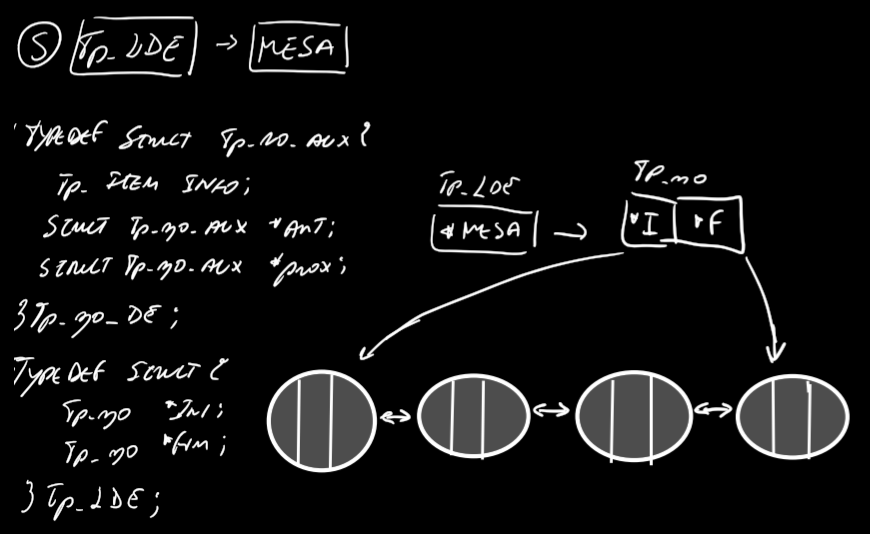 5 Tp_LDE → MESA
TYPEDEF STRUCT Tp_NO_AUX {
Tp_ITEM INFO;
STRUCT Tp_NO_AUX *ANT;
STRUCT Tp_NO_AUX *prox;
} Tp_NO_DE;
TYPEDEF STRUCT {
Tp_NO *INI;
Tp_NO *FIM;
} Tp_LDE;
Tp_LDE
*MESA →
TP_NO
*I *F